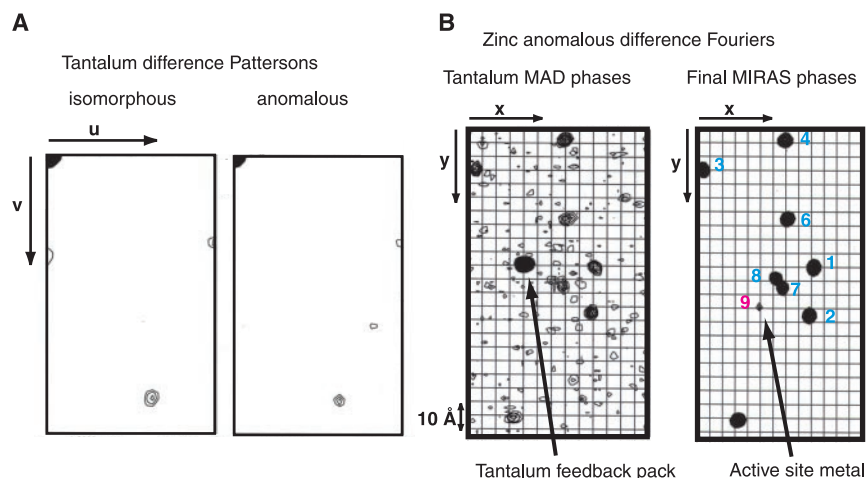 A
Tantalum difference Pattersons
isomorphous anomalous
u
v
B
Zinc anomalous difference Fouriers
Tantalum MAD phases Final MIRAS phases
x x
y y
4
3
6
1
8
7
9
2
10 Å
Tantalum feedback pack Active site metal